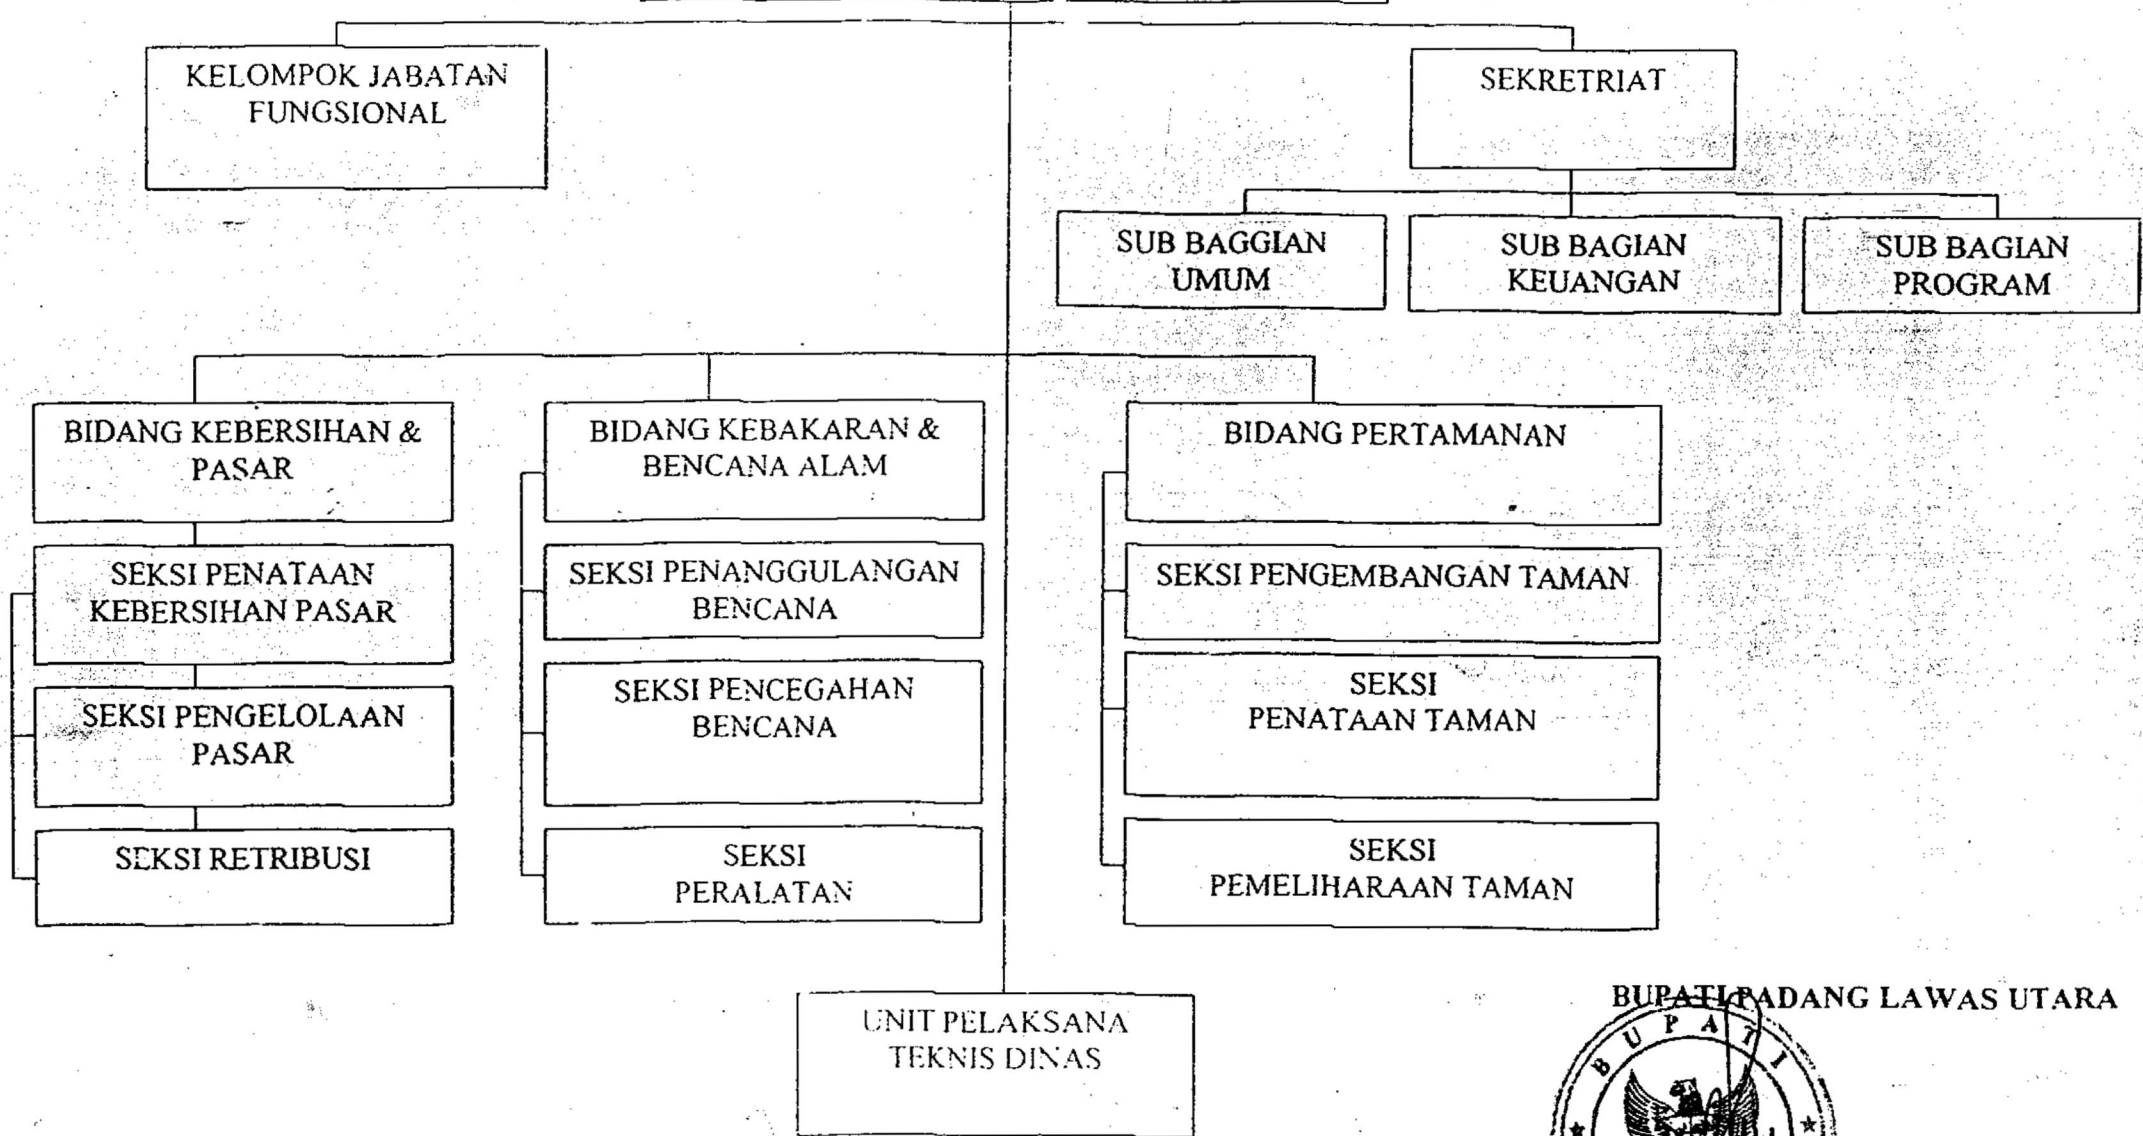 KELOMPOK JABATAN
FUNGSIONAL
SEKRETRIAT
SUB BAGGIAN
UMUM
SUB BAGIAN
KEUANGAN
SUB BAGIAN
PROGRAM
BIDANG KEBERSIHAN &
PASAR
BIDANG KEBAKARAN &
BENCANA ALAM
BIDANG PERTAMANAN
SEKSI PENATAAN
KEBERSIHAN PASAR
SEKSI PENANGGULANGAN
BENCANA
SEKSI PENGEMBANGAN TAMAN
SEKSI PENGELOLAAN
PASAR
SEKSI PENCEGAHAN
BENCANA
SEKSI
PENATAAN TAMAN
SEKSI RETRIBUSI
SEKSI
PERALATAN
SEKSI
PEMELIHARAAN TAMAN
UNIT PELAKSANA
TEKNIS DINAS
BUPATI PADANG LAWAS UTARA
BUPATI